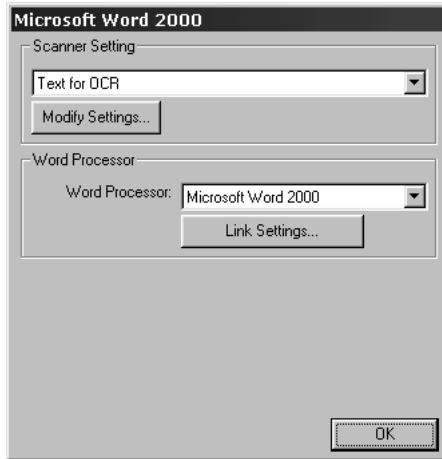 Microsoft Word 2000
Scanner Setting
Text for OCR
Modify Settings...
Word Processor
Word Processor: Microsoft Word 2000
Link Settings...
OK